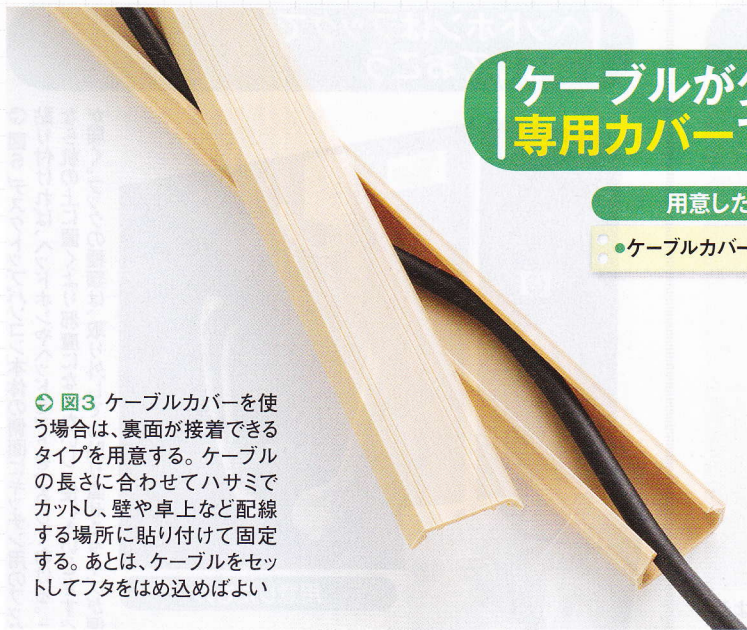 ケーブルが
専用カバー
用意した
●ケーブルカバー
図3 ケーブルカバーを使
う場合は、裏面が接着できる
タイプを用意する。ケーブル
の長さに合わせてハサミで
カットし、壁や卓上など配線
する場所に貼り付けて固定
する。あとは、ケーブルをセッ
トしてフタをはめ込めばよい